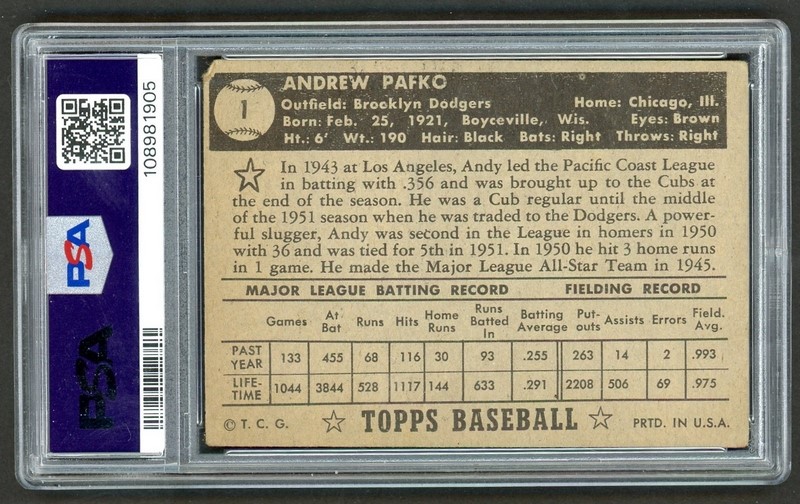 PSA
108981905
PSA
1
ANDREW PAFKO
Outfield: Brooklyn Dodgers Home: Chicago, Ill.
Born: Feb. 25, 1921, Boyceville, Wis. Eyes: Brown
Ht.: 6' Wt.: 190 Hair: Black Bats: Right Throws: Right
In 1943 at Los Angeles, Andy led the Pacific Coast League
in batting with .356 and was brought up to the Cubs at
the end of the season. He was a Cub regular until the middle
of the 1951 season when he was traded to the Dodgers. A power-
ful slugger, Andy was second in the League in homers in 1950
with 36 and was tied for 5th in 1951. In 1950 he hit 3 home runs
in 1 game. He made the Major League All-Star Team in 1945.
MAJOR LEAGUE BATTING RECORD FIELDING RECORD
Games At Bat Runs Hits Home Runs Runs Batted In Batting Average Put-outs Assists Errors Field. Avg.
PAST YEAR 133 455 68 116 30 93 .255 263 14 2 .993
LIFE-TIME 1044 3844 528 1117 144 633 .291 2208 506 69 .975
© T. C. G. TOPPS BASEBALL PRTD. IN U.S.A.